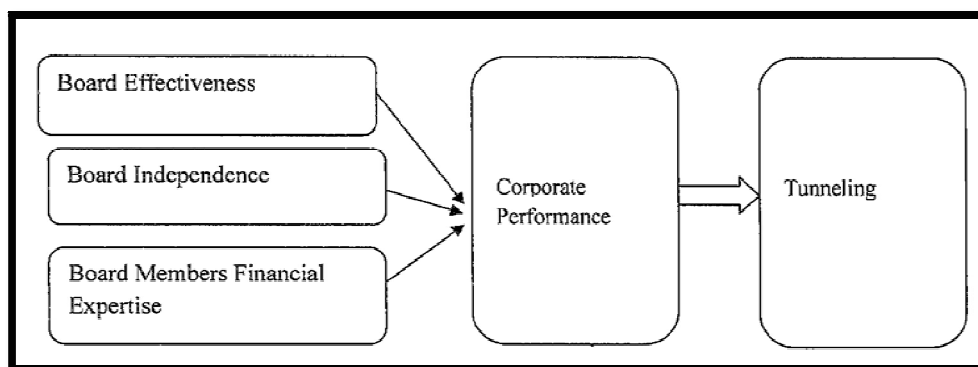 Board Effectiveness
Board Independence
Board Members Financial
Expertise
Corporate
Performance
Tunneling